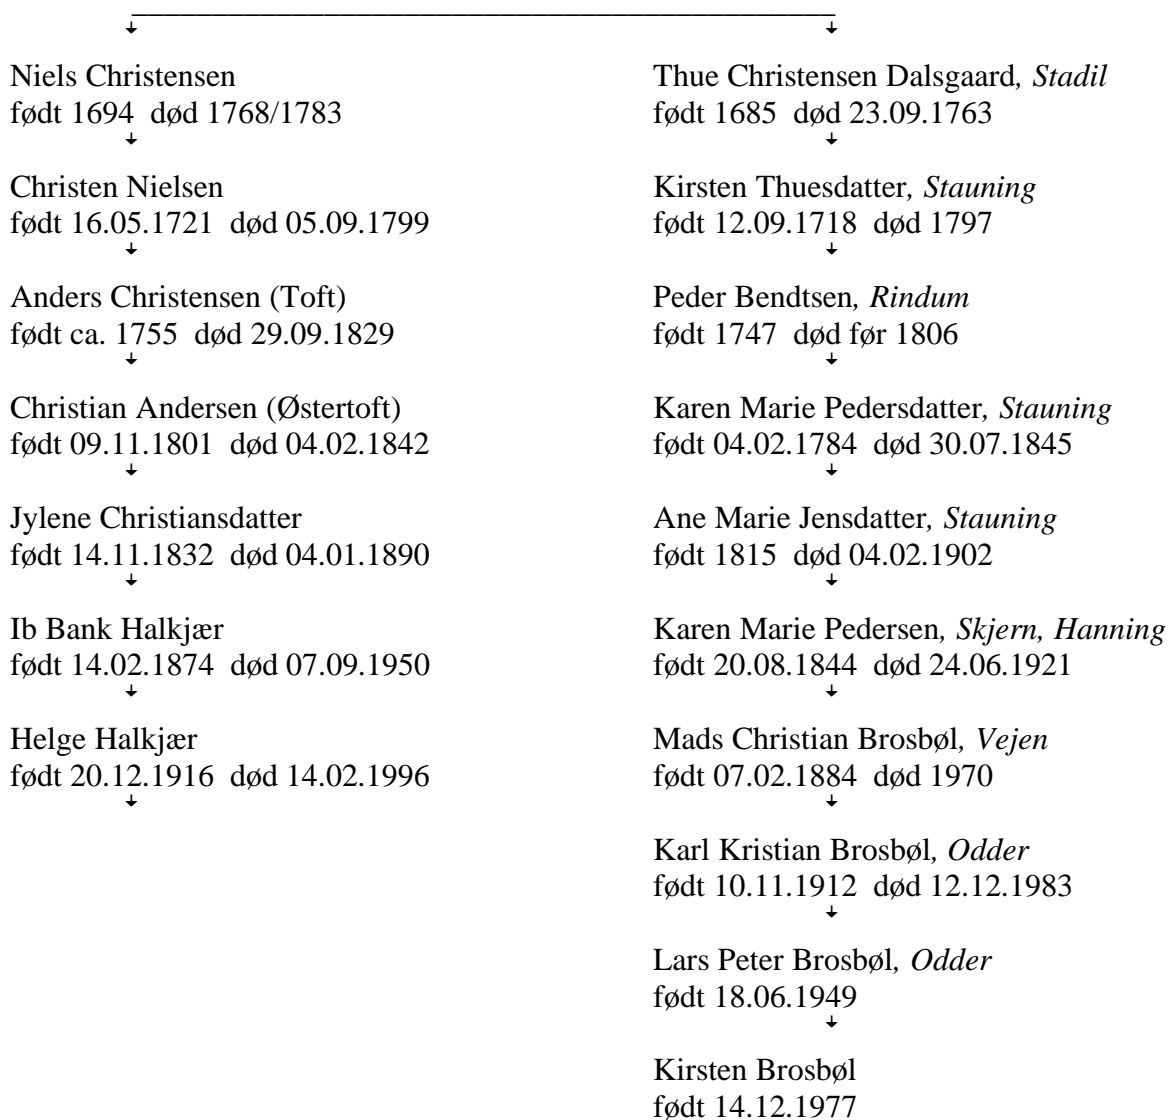 Niels Christensen
født 1694 død 1768/1783
Christen Nielsen
født 16.05.1721 død 05.09.1799
Anders Christensen (Toft)
født ca. 1755 død 29.09.1829
Christian Andersen (Østertoft)
født 09.11.1801 død 04.02.1842
Jylene Christiansdatter
født 14.11.1832 død 04.01.1890
Ib Bank Halkjær
født 14.02.1874 død 07.09.1950
Helge Halkjær
født 20.12.1916 død 14.02.1996
Thue Christensen Dalsgaard, Stadil
født 1685 død 23.09.1763
Kirsten Thuesdatter, Stauning
født 12.09.1718 død 1797
Peder Bendtsen, Rindum
født 1747 død før 1806
Karen Marie Pedersdatter, Stauning
født 04.02.1784 død 30.07.1845
Ane Marie Jensdatter, Stauning
født 1815 død 04.02.1902
Karen Marie Pedersen, Skjern, Hanning
født 20.08.1844 død 24.06.1921
Mads Christian Brosbøl, Vejen
født 07.02.1884 død 1970
Karl Kristian Brosbøl, Odder
født 10.11.1912 død 12.12.1983
Lars Peter Brosbøl, Odder
født 18.06.1949
Kirsten Brosbøl
født 14.12.1977